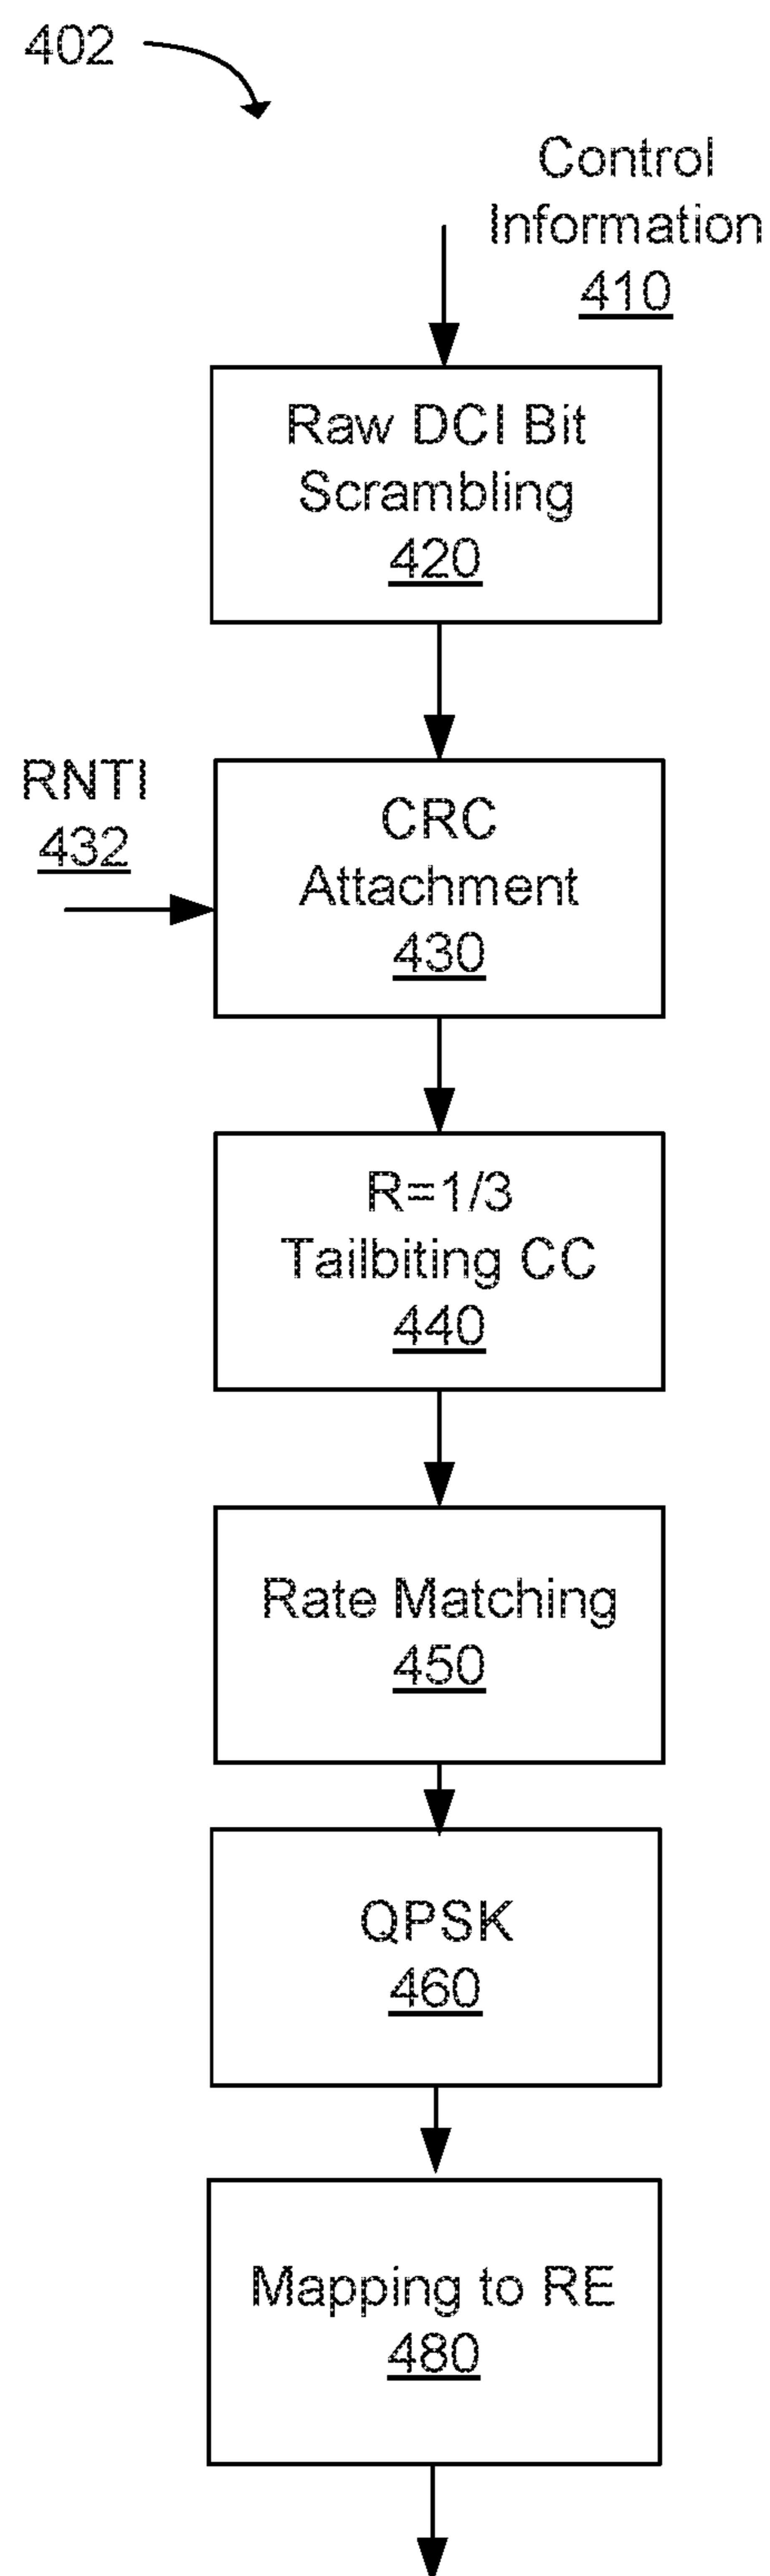 402
Control
Information
410
Raw DCI Bit
Scrambling
420
RNTI
432
CRC
Attachment
430
R=1/3
Tailbiting CC
440
Rate Matching
450
QPSK
460
Mapping to RE
480